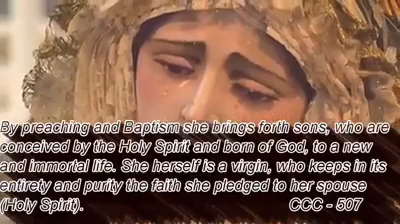 By preaching and Baptism she brings forth sons, who are
conceived by the Holy Spirit and born of God, to a new
and immortal life. She herself is a virgin, who keeps in its
entirety and purity the faith she pledged to her spouse
(Holy Spirit). CCC - 507